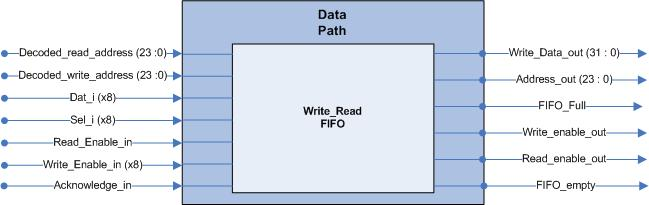 Data
Path
Decoded_read_address (23 :0)
Decoded_write_address (23 :0)
Dat_i (x8)
Sel_i (x8)
Read_Enable_in
Write_Enable_in (x8)
Acknowledge_in
Write_Read
FIFO
Write_Data_out (31 : 0)
Address_out (23 : 0)
FIFO_Full
Write_enable_out
Read_enable_out
FIFO_empty